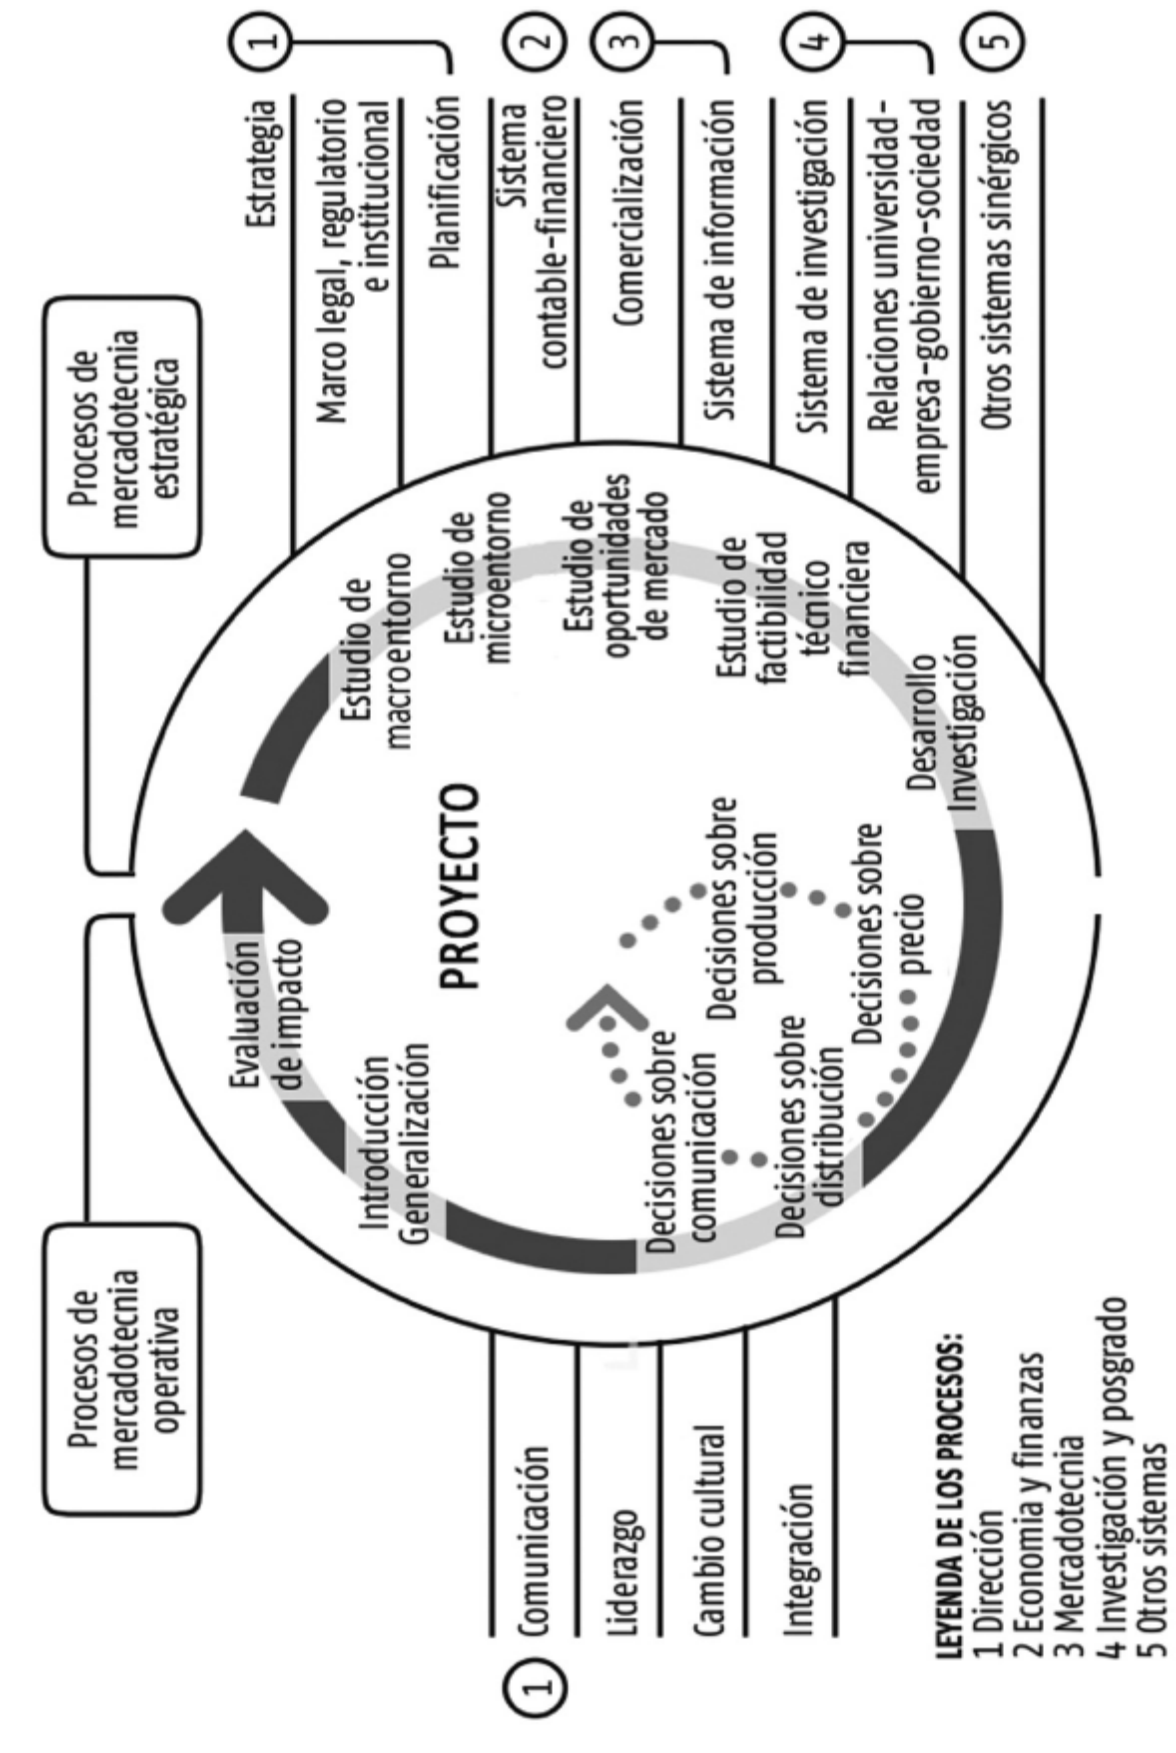 Procesos de
mercadotecnia
operativa
Procesos de
mercadotecnia
estratégica
1
Comunicación
Liderazgo
Cambio cultural
Integración
Estrategia
1
Marco legal, regulatorio
e institucional
Planificación
Sistema
contable-financiero
2
Comercialización
3
Sistema de información
Sistema de investigación
4
Relaciones universidad-
empresa-gobierno-sociedad
Otros sistemas sinérgicos
5
PROYECTO
Estudio de
macroentorno
Estudio de
microentorno
Estudio de
oportunidades
de mercado
Estudio de
factibilidad
técnico
financiera
Desarrollo
Investigación
Decisiones sobre
producción
Decisiones sobre
precio
Decisiones sobre
distribución
Decisiones sobre
comunicación
Introducción
Generalización
Evaluación
de impacto
LEYENDA DE LOS PROCESOS:
1 Dirección
2 Economia y finanzas
3 Mercadotecnia
4 Investigación y posgrado
5 Otros sistemas